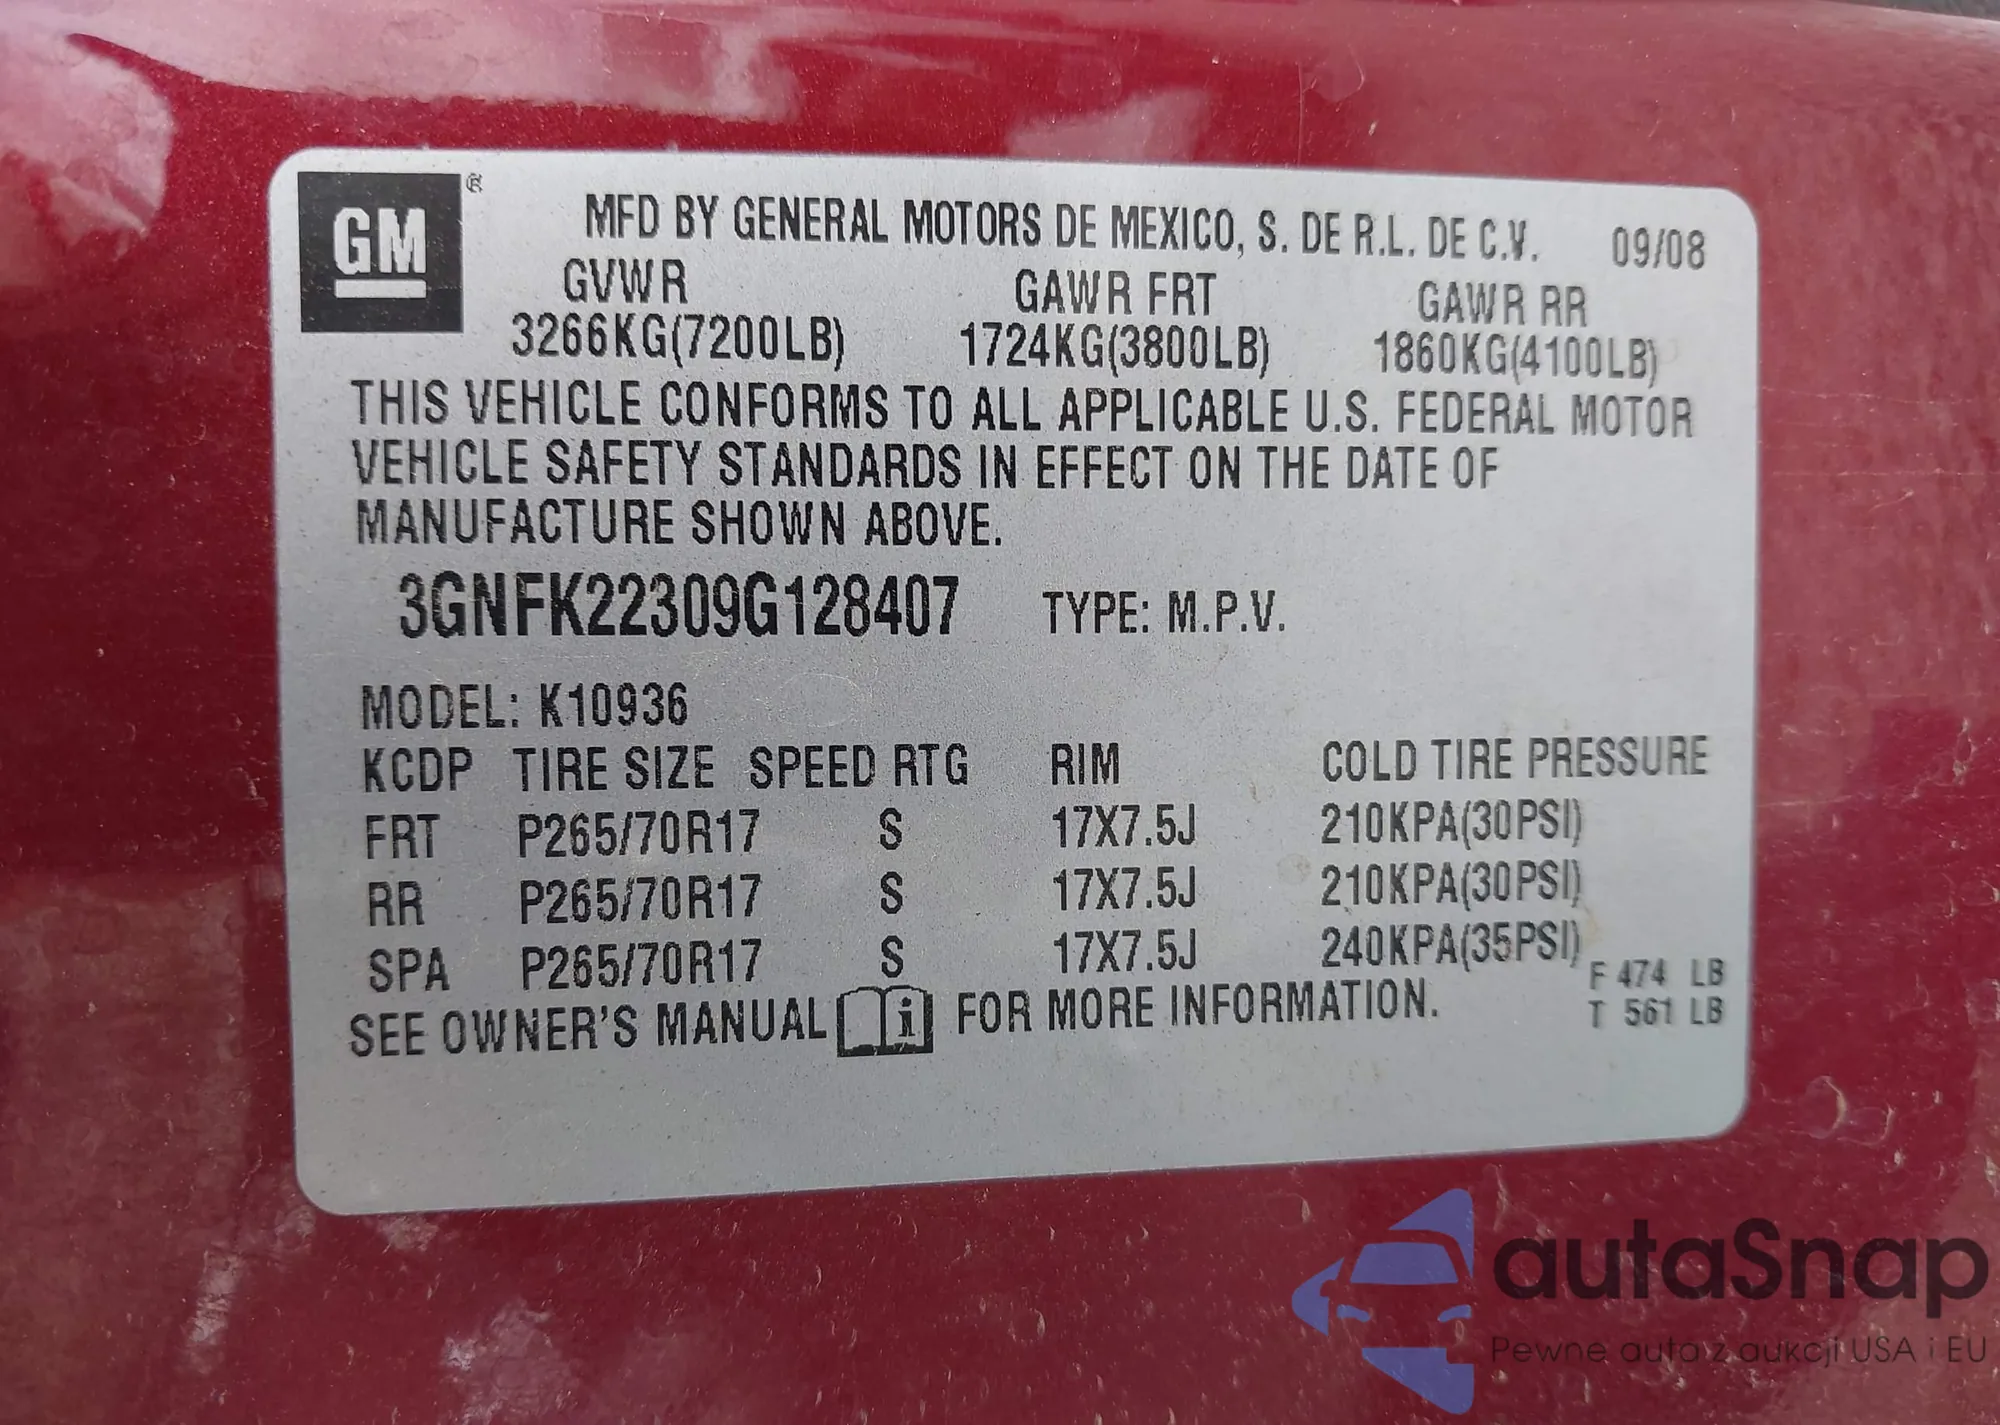 GM ®
MFD BY GENERAL MOTORS DE MEXICO, S. DE R.L. DE C.V. 09/08
GVWR GAWR FRT GAWR RR
3266KG(7200LB) 1724KG(3800LB) 1860KG(4100LB)
THIS VEHICLE CONFORMS TO ALL APPLICABLE U.S. FEDERAL MOTOR
VEHICLE SAFETY STANDARDS IN EFFECT ON THE DATE OF
MANUFACTURE SHOWN ABOVE.
3GNFK22309G128407 TYPE: M.P.V.
MODEL: K10936
KCDP TIRE SIZE SPEED RTG RIM COLD TIRE PRESSURE
FRT P265/70R17 S 17X7.5J 210KPA(30PSI)
RR P265/70R17 S 17X7.5J 210KPA(30PSI)
SPA P265/70R17 S 17X7.5J 240KPA(35PSI)
F 474 LB
SEE OWNER'S MANUAL i FOR MORE INFORMATION.
T 561 LB
autaSnap
Pewne auta z aukcji USA i EU